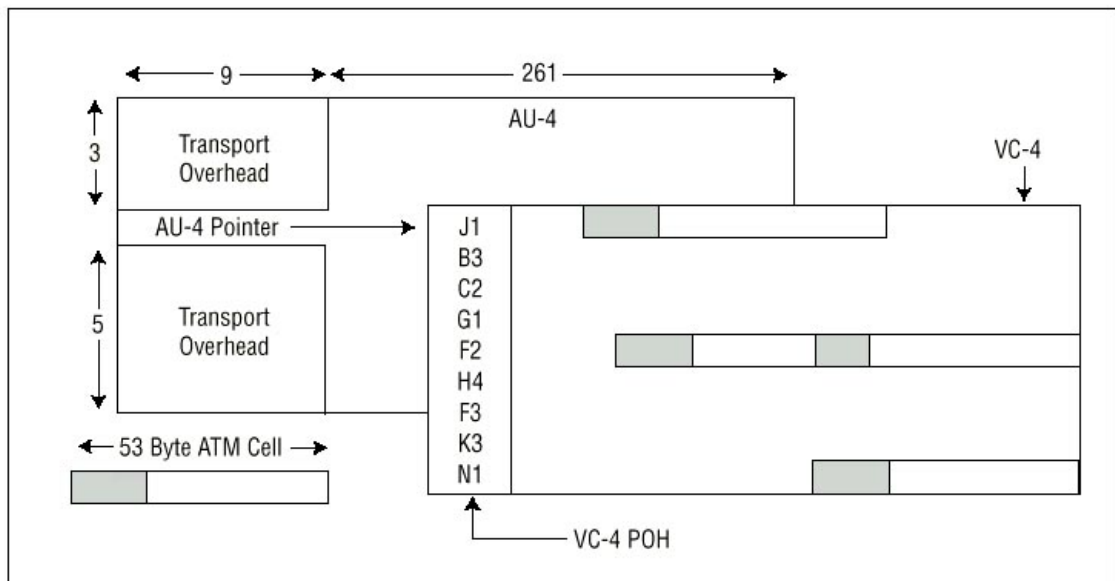 9
261
AU-4
3
Transport
Overhead
VC-4
AU-4 Pointer
J1
B3
C2
G1
F2
H4
F3
K3
N1
5
Transport
Overhead
53 Byte ATM Cell
VC-4 POH